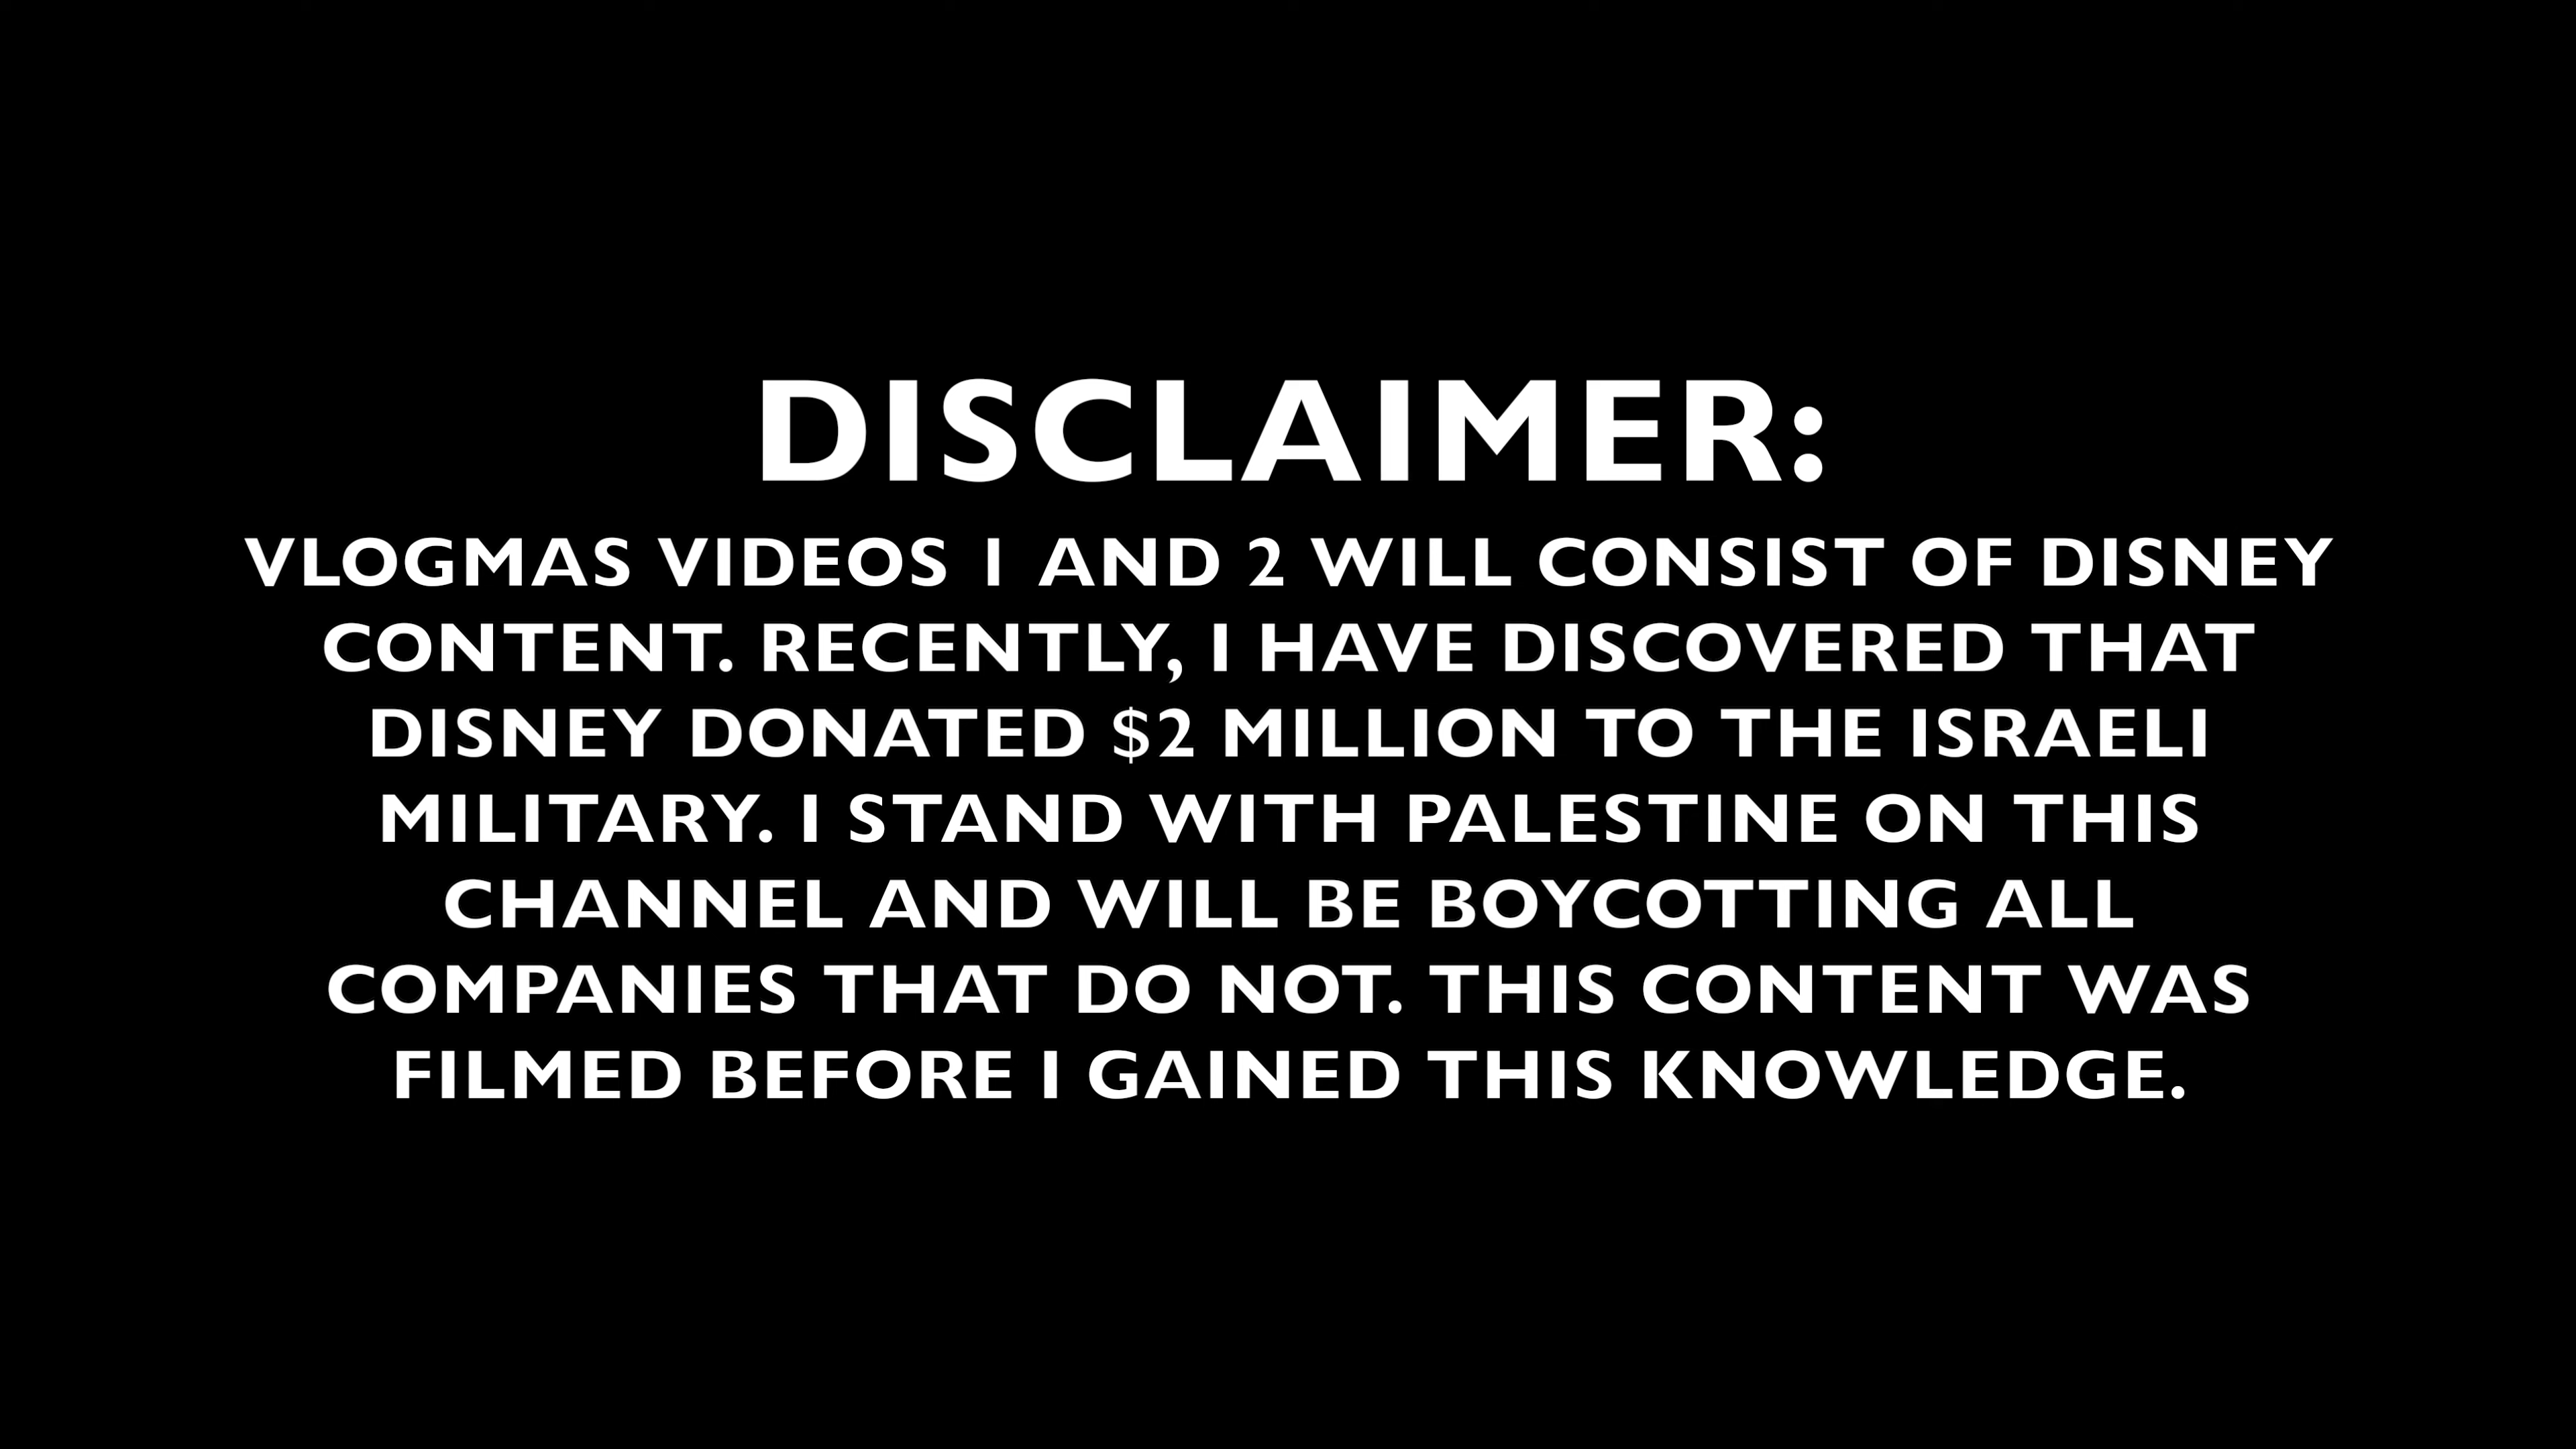 DISCLAIMER:
VLOGMAS VIDEOS 1 AND 2 WILL CONSIST OF DISNEY
CONTENT. RECENTLY, I HAVE DISCOVERED THAT
DISNEY DONATED $2 MILLION TO THE ISRAELI
MILITARY. I STAND WITH PALESTINE ON THIS
CHANNEL AND WILL BE BOYCOTTING ALL
COMPANIES THAT DO NOT. THIS CONTENT WAS
FILMED BEFORE I GAINED THIS KNOWLEDGE.